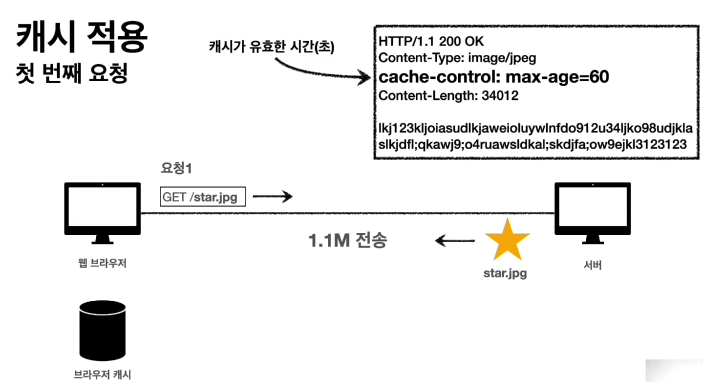 캐시 적용
첫 번째 요청
캐시가 유효한 시간(초)
HTTP/1.1 200 OK
Content-Type: image/jpeg
cache-control: max-age=60
Content-Length: 34012
lkj123kljoiasudlkjaweioluywlnfdo912u34ljko98udjkla
slkjdfl;qkawj9;o4ruawsldkal;skdjfa;ow9ejkl3123123
요청1
GET /star.jpg
1.1M 전송
star.jpg
웹 브라우저
서버
브라우저 캐시